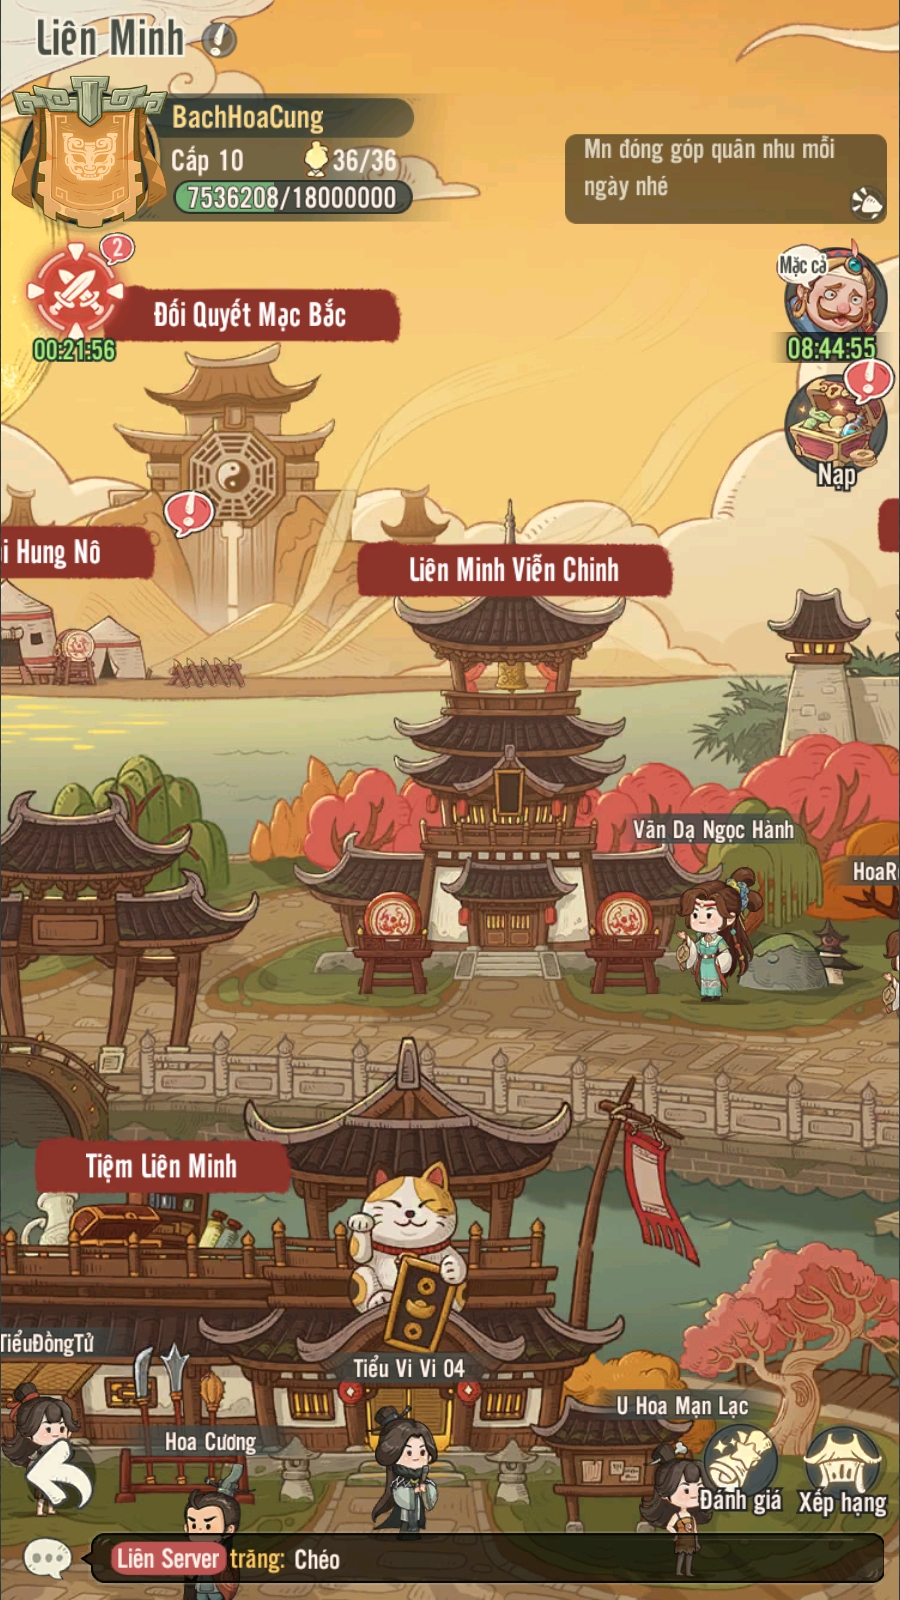 Liên Minh
BachHoaCung
Cấp 10
36/36
7536208/18000000
Mn đóng góp quân nhu mỗi
ngày nhé
2
Đối Quyết Mạc Bắc
00:21:56
Mặc cả
08:44:55
Nạp
i Hung Nô
Liên Minh Viễn Chinh
Vãn Dạ Ngọc Hành
HoaR
Tiệm Liên Minh
TiểuĐồngTử
Tiểu Vi Vi 04
U Hoa Mạn Lạc
Hoa Cương
Đánh giá
Xếp hạng
Liên Server trăng: Chéo